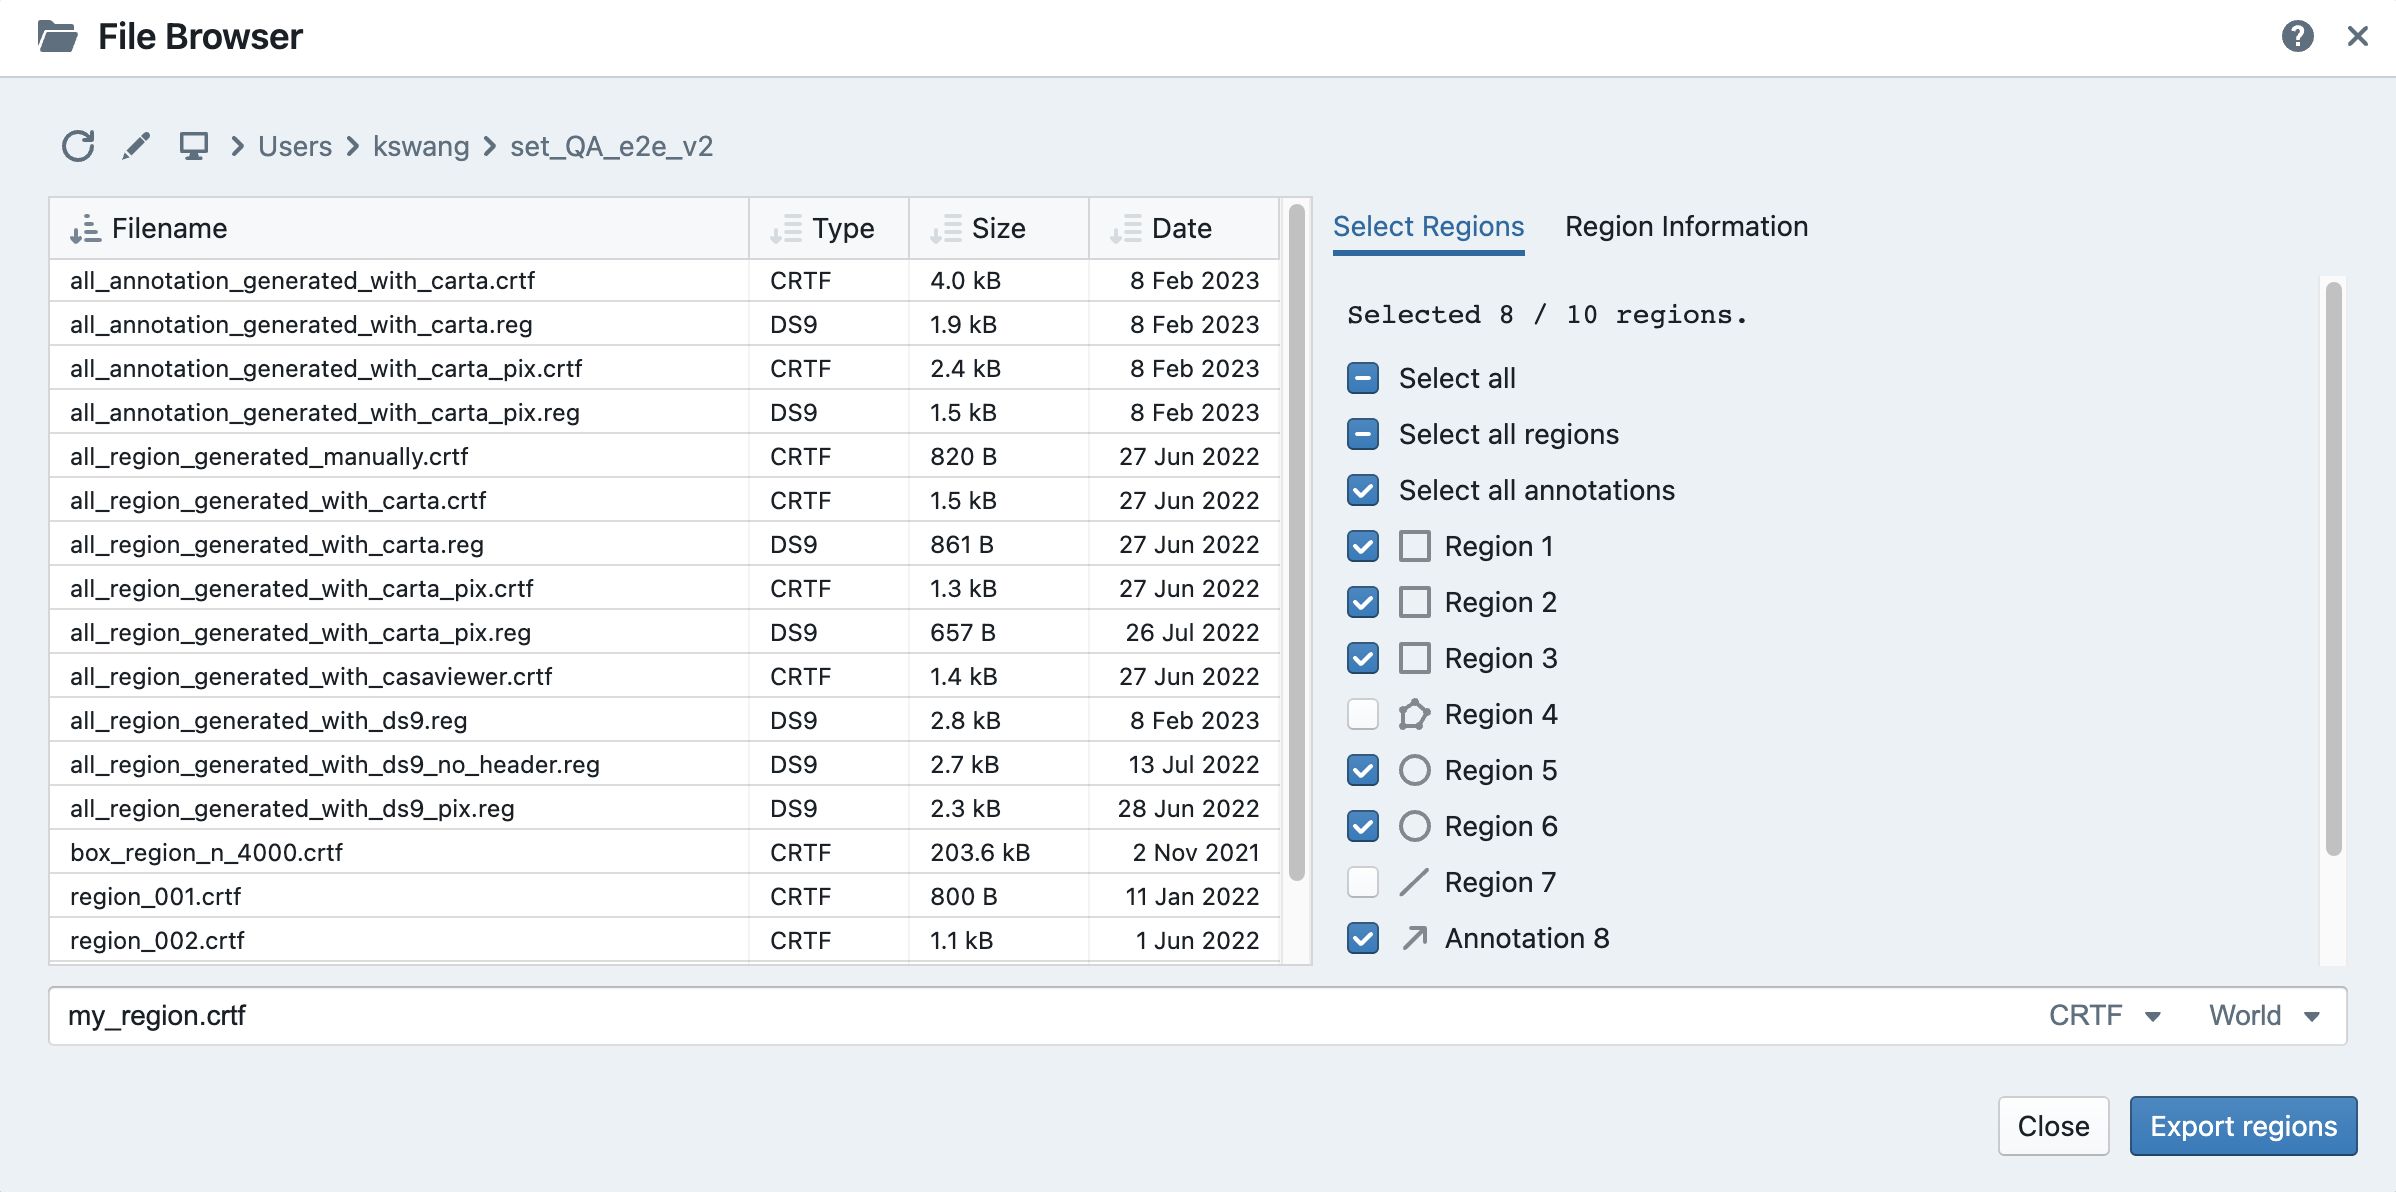 File Browser
Users > kswang > set_QA_e2e_v2
Filename Type Size Date
all_annotation_generated_with_carta.crtf CRTF 4.0 kB 8 Feb 2023
all_annotation_generated_with_carta.reg DS9 1.9 kB 8 Feb 2023
all_annotation_generated_with_carta_pix.crtf CRTF 2.4 kB 8 Feb 2023
all_annotation_generated_with_carta_pix.reg DS9 1.5 kB 8 Feb 2023
all_region_generated_manually.crtf CRTF 820 B 27 Jun 2022
all_region_generated_with_carta.crtf CRTF 1.5 kB 27 Jun 2022
all_region_generated_with_carta.reg DS9 861 B 27 Jun 2022
all_region_generated_with_carta_pix.crtf CRTF 1.3 kB 27 Jun 2022
all_region_generated_with_carta_pix.reg DS9 657 B 26 Jul 2022
all_region_generated_with_casaviewer.crtf CRTF 1.4 kB 27 Jun 2022
all_region_generated_with_ds9.reg DS9 2.8 kB 8 Feb 2023
all_region_generated_with_ds9_no_header.reg DS9 2.7 kB 13 Jul 2022
all_region_generated_with_ds9_pix.reg DS9 2.3 kB 28 Jun 2022
box_region_n_4000.crtf CRTF 203.6 kB 2 Nov 2021
region_001.crtf CRTF 800 B 11 Jan 2022
region_002.crtf CRTF 1.1 kB 1 Jun 2022
Select Regions Region Information
Selected 8 / 10 regions.
Select all
Select all regions
Select all annotations
Region 1
Region 2
Region 3
Region 4
Region 5
Region 6
Region 7
Annotation 8
my_region.crtf CRTF World
Close Export regions